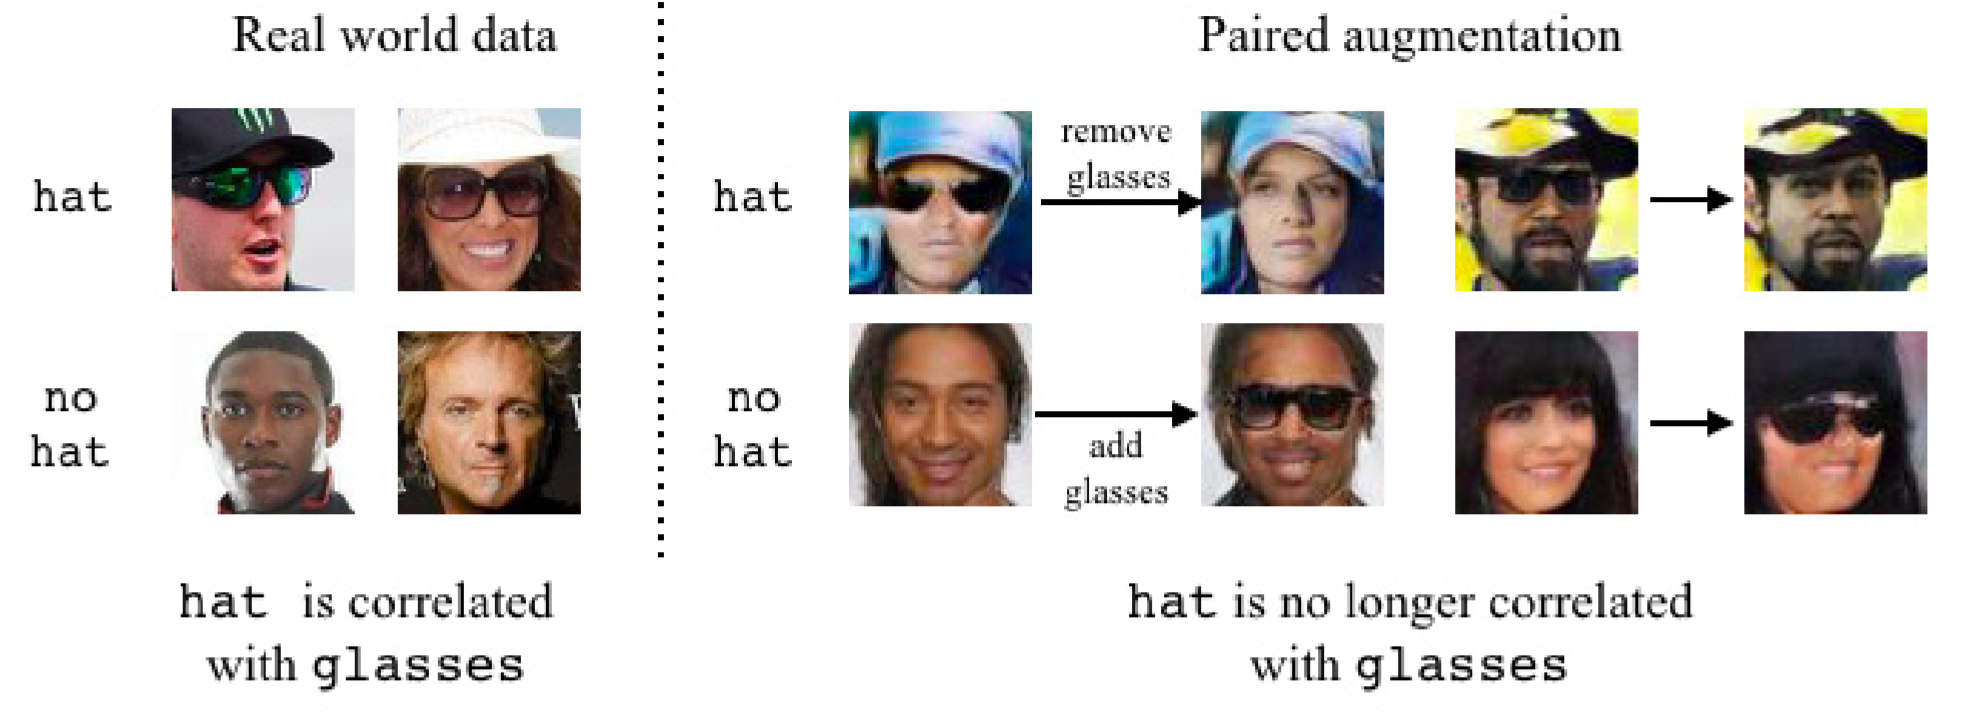 Real world data
Paired augmentation
hat
hat
remove
glasses
no
hat
no
hat
add
glasses
hat is correlated
with glasses
hat is no longer correlated
with glasses